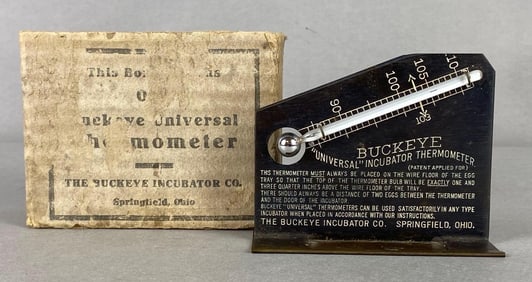 This Bo s
O
uckeye Universal
he mometer
THE BUCKEYE INCUBATOR CO.
Springfield, Ohio
90
100
105
10
103
BUCKEYE
"UNIVERSAL" INCUBATOR THERMOMETER
(PATENT APPLIED FOR)
THIS THERMOMETER MUST ALWAYS BE PLACED ON THE WIRE FLOOR OF THE EGG
TRAY SO THAT THE TOP OF THE THERMOMETER BULB WILL BE EXACTLY ONE AND
THREE QUARTER INCHES ABOVE THE WIRE FLOOR OF THE TRAY.
THERE SHOULD ALWAYS BE A DISTANCE OF TWO EGGS BETWEEN THE THERMOMETER
AND THE DOOR OF THE INCUBATOR.
BUCKEYE "UNIVERSAL" THERMOMETERS CAN BE USED SATISFACTORILY IN ANY TYPE
INCUBATOR WHEN PLACED IN ACCORDANCE WITH OUR INSTRUCTIONS.
THE BUCKEYE INCUBATOR CO. SPRINGFIELD, OHIO.